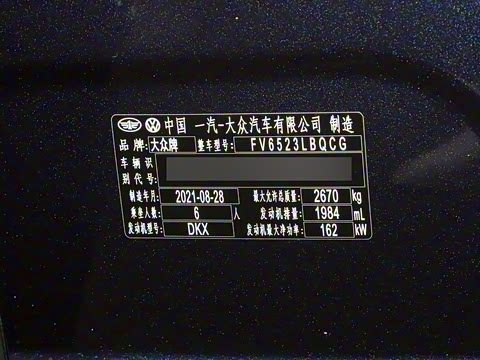 中国 一汽-大众汽车有限公司 制造
品牌: 大众牌 整车型号: FV6523LBQCG
车辆识
别代号:
制造年月: 2021-08-28 最大允许总质量: 2670 kg
乘坐人数: 6 人 发动机排量: 1984 mL
发动机型号: DKX 发动机最大净功率: 162 kW